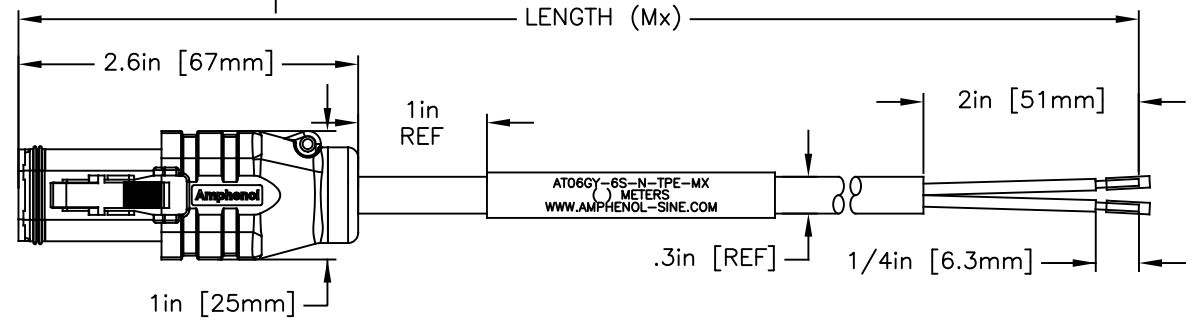 LENGTH (Mx)
2.6in [67mm]
1in
REF
2in [51mm]
Amphenol
AT06GY-6S-N-TPE-MX
( ) METERS
WWW.AMPHENOL-SINE.COM
.3in [REF]
1/4in [6.3mm]
1in [25mm]